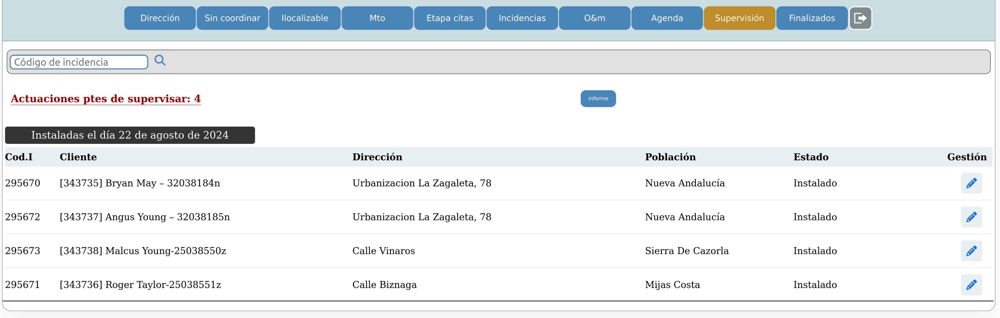 Dirección Sin coordinar Ilocalizable Mto Etapa citas Incidencias O&m Agenda Supervisión Finalizados
Código de incidencia
Actuaciones ptes de supervisar: 4 Informe
Instaladas el día 22 de agosto de 2024
Cod.I Cliente Dirección Población Estado Gestión
295670 [343735] Bryan May – 32038184n Urbanizacion La Zagaleta, 78 Nueva Andalucía Instalado
295672 [343737] Angus Young – 32038185n Urbanizacion La Zagaleta, 78 Nueva Andalucía Instalado
295673 [343738] Malcus Young-25038550z Calle Vinaros Sierra De Cazorla Instalado
295671 [343736] Roger Taylor-25038551z Calle Biznaga Mijas Costa Instalado